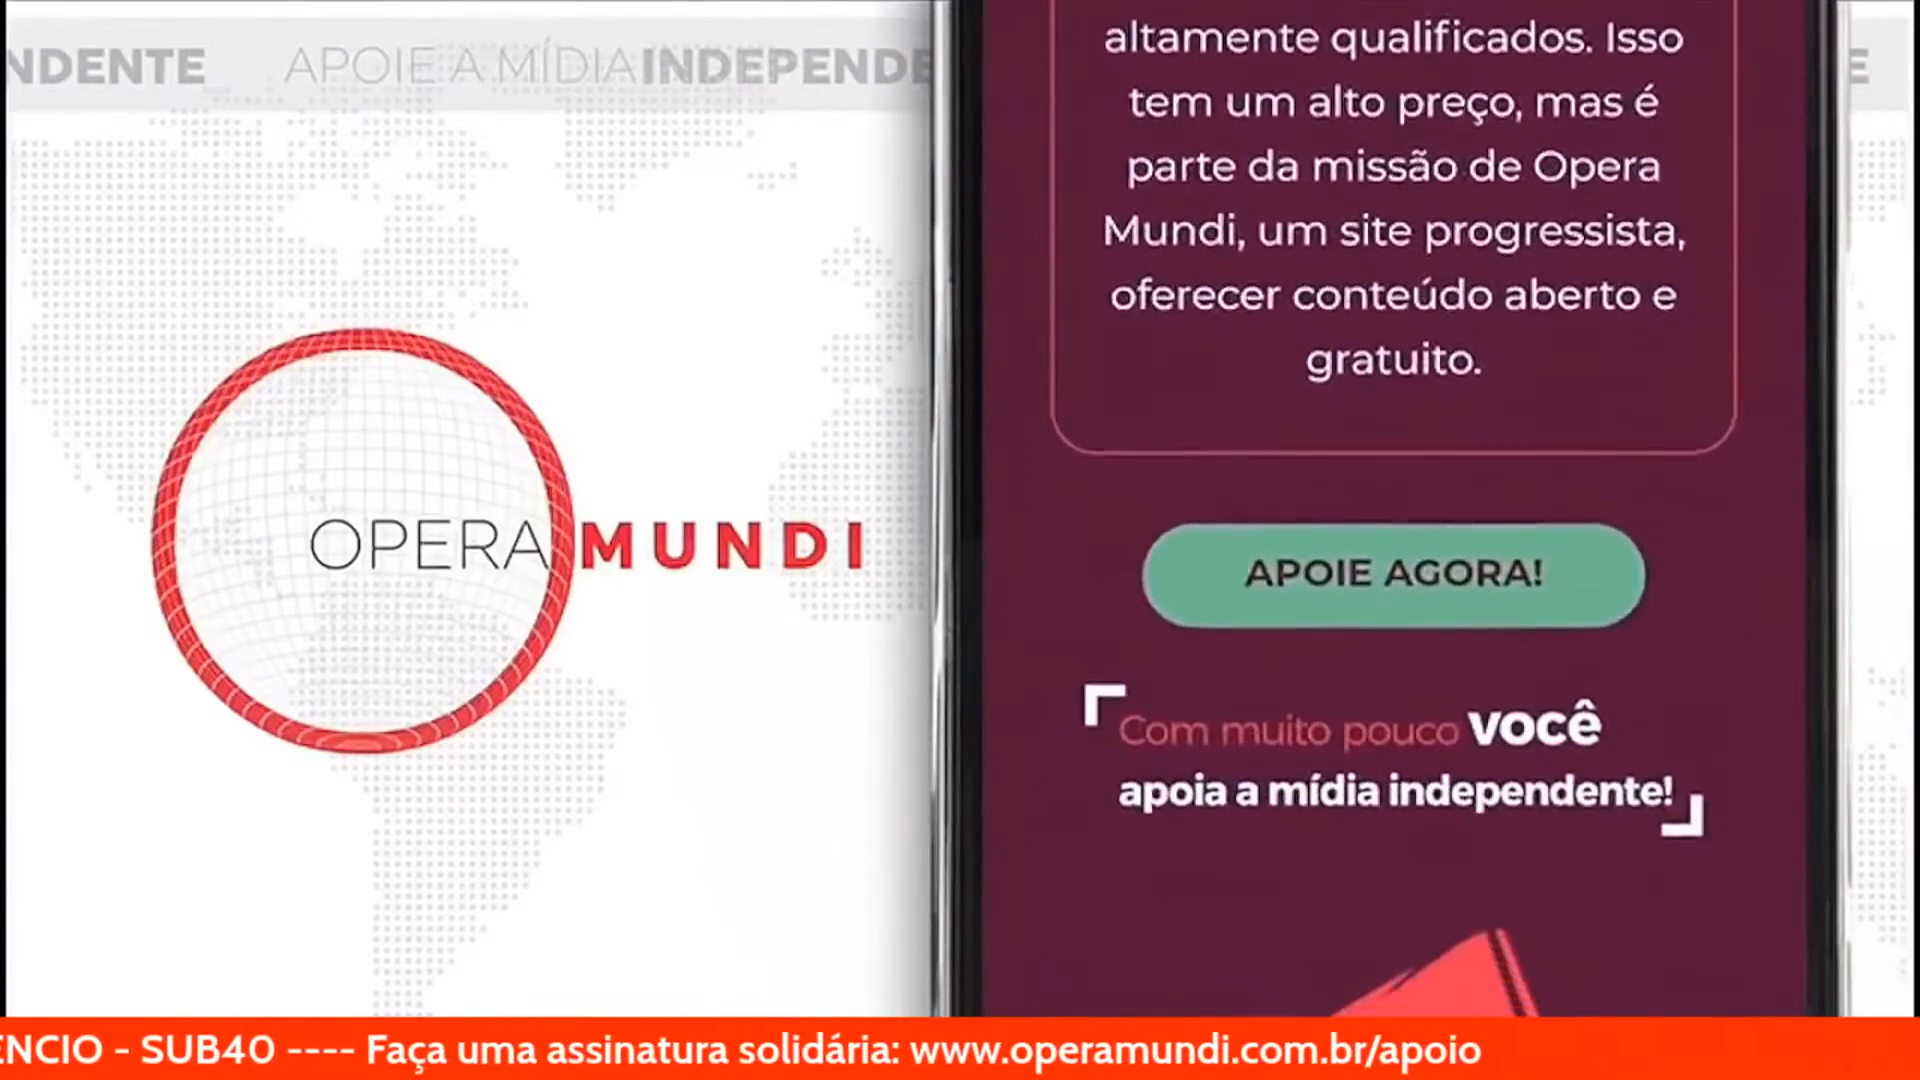 NDENTE APOIE A MÍDIA INDEPENDE E
OPERA MUNDI
altamente qualificados. Isso
tem um alto preço, mas é
parte da missão de Opera
Mundi, um site progressista,
oferecer conteúdo aberto e
gratuito.
APOIE AGORA!
Com muito pouco você
apoia a mídia independente!
ENCIO - SUB40 ---- Faça uma assinatura solidária: www.operamundi.com.br/apoio